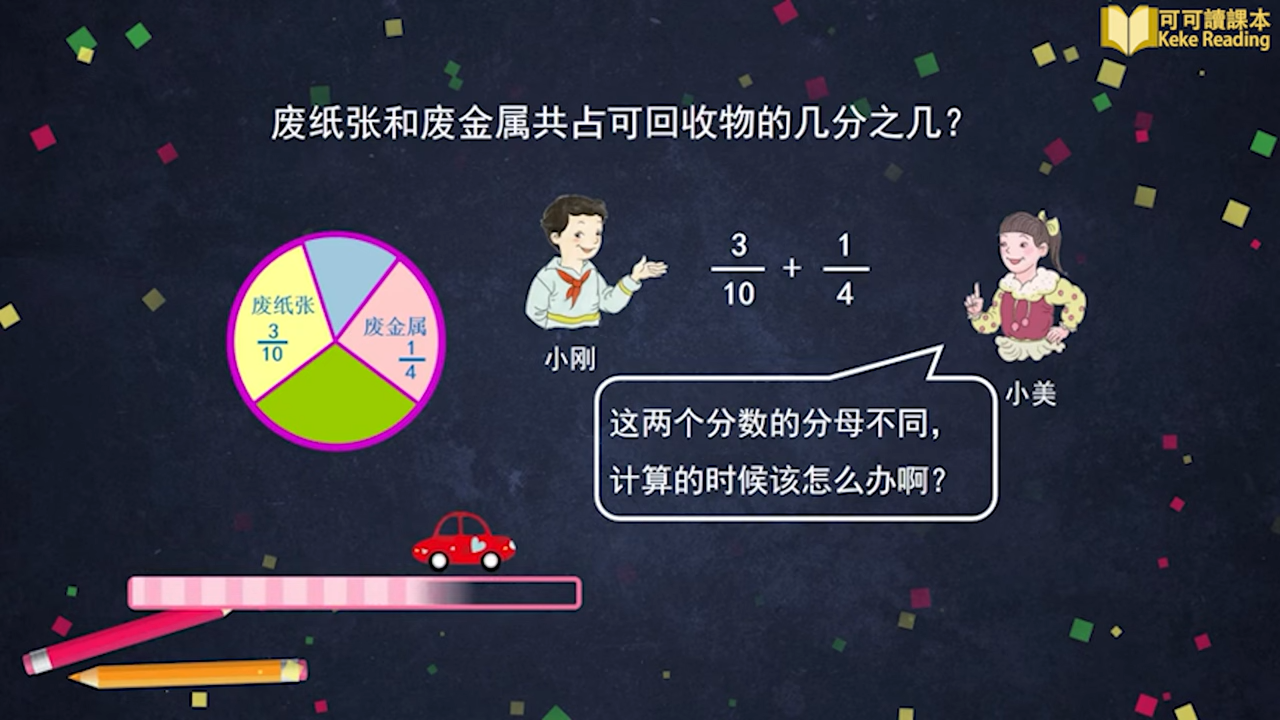 可可讀課本
Keke Reading
废纸张和废金属共占可回收物的几分之几？
废纸张
3
10
废金属
1
4
小刚
3
10
+
1
4
小美
这两个分数的分母不同，
计算的时候该怎么办啊？